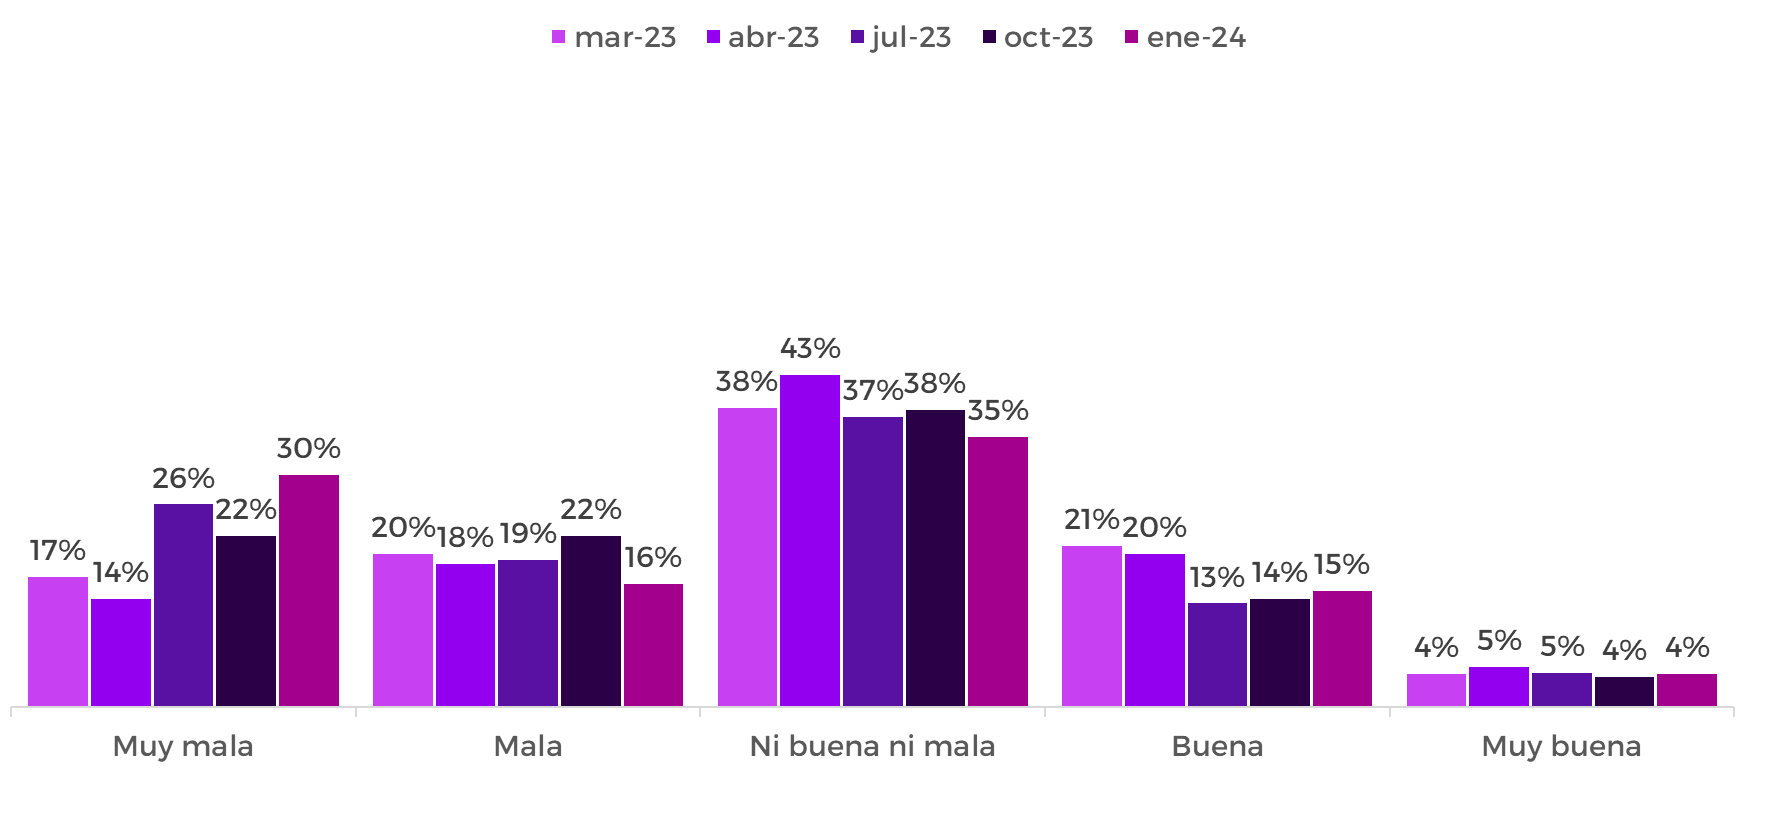 mar-23 abr-23 jul-23 oct-23 ene-24
17% 14% 26% 22% 30%
20% 18% 19% 22% 16%
38% 43% 37% 38% 35%
21% 20% 13% 14% 15%
4% 5% 5% 4% 4%
Muy mala Mala Ni buena ni mala Buena Muy buena